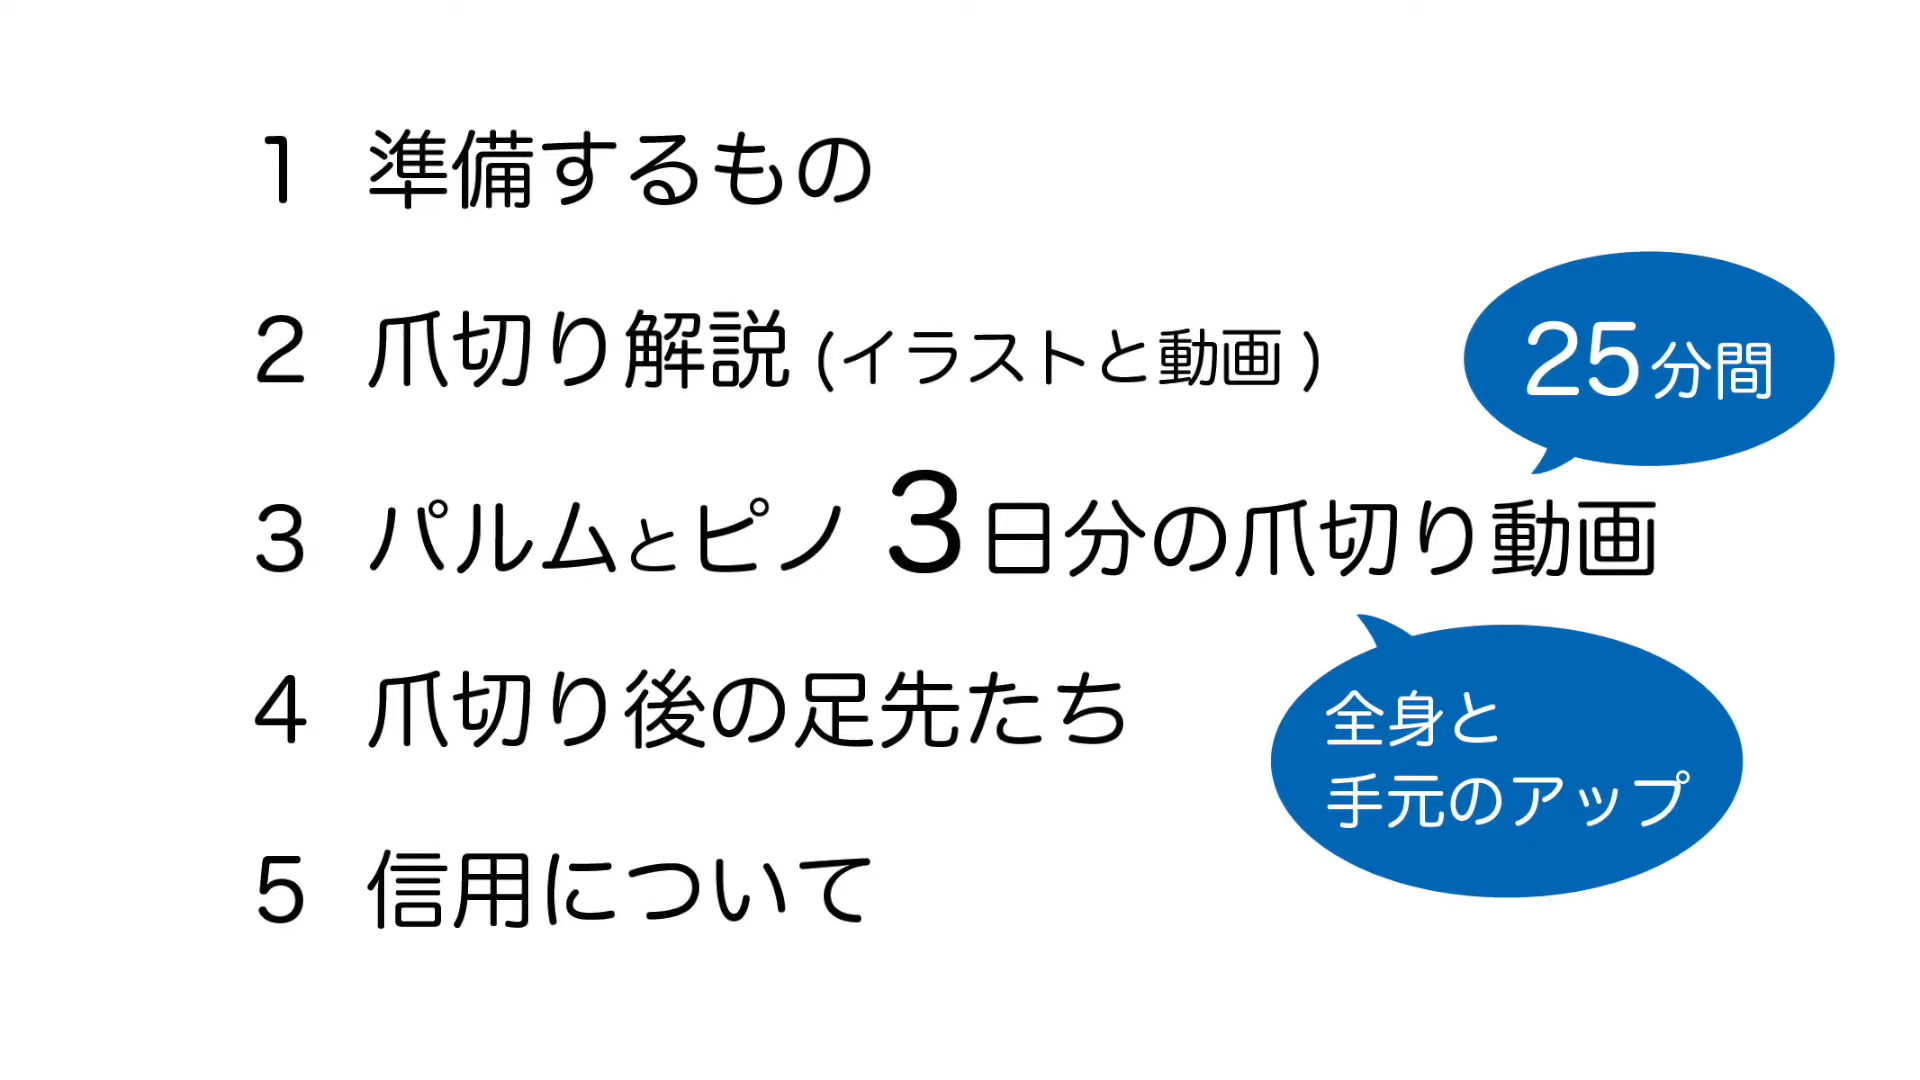 1 準備するもの
2 爪切り解説 (イラストと動画)
25分間
3 パルムとピノ 3日分の爪切り動画
4 爪切り後の足先たち
全身と
手元のアップ
5 信用について